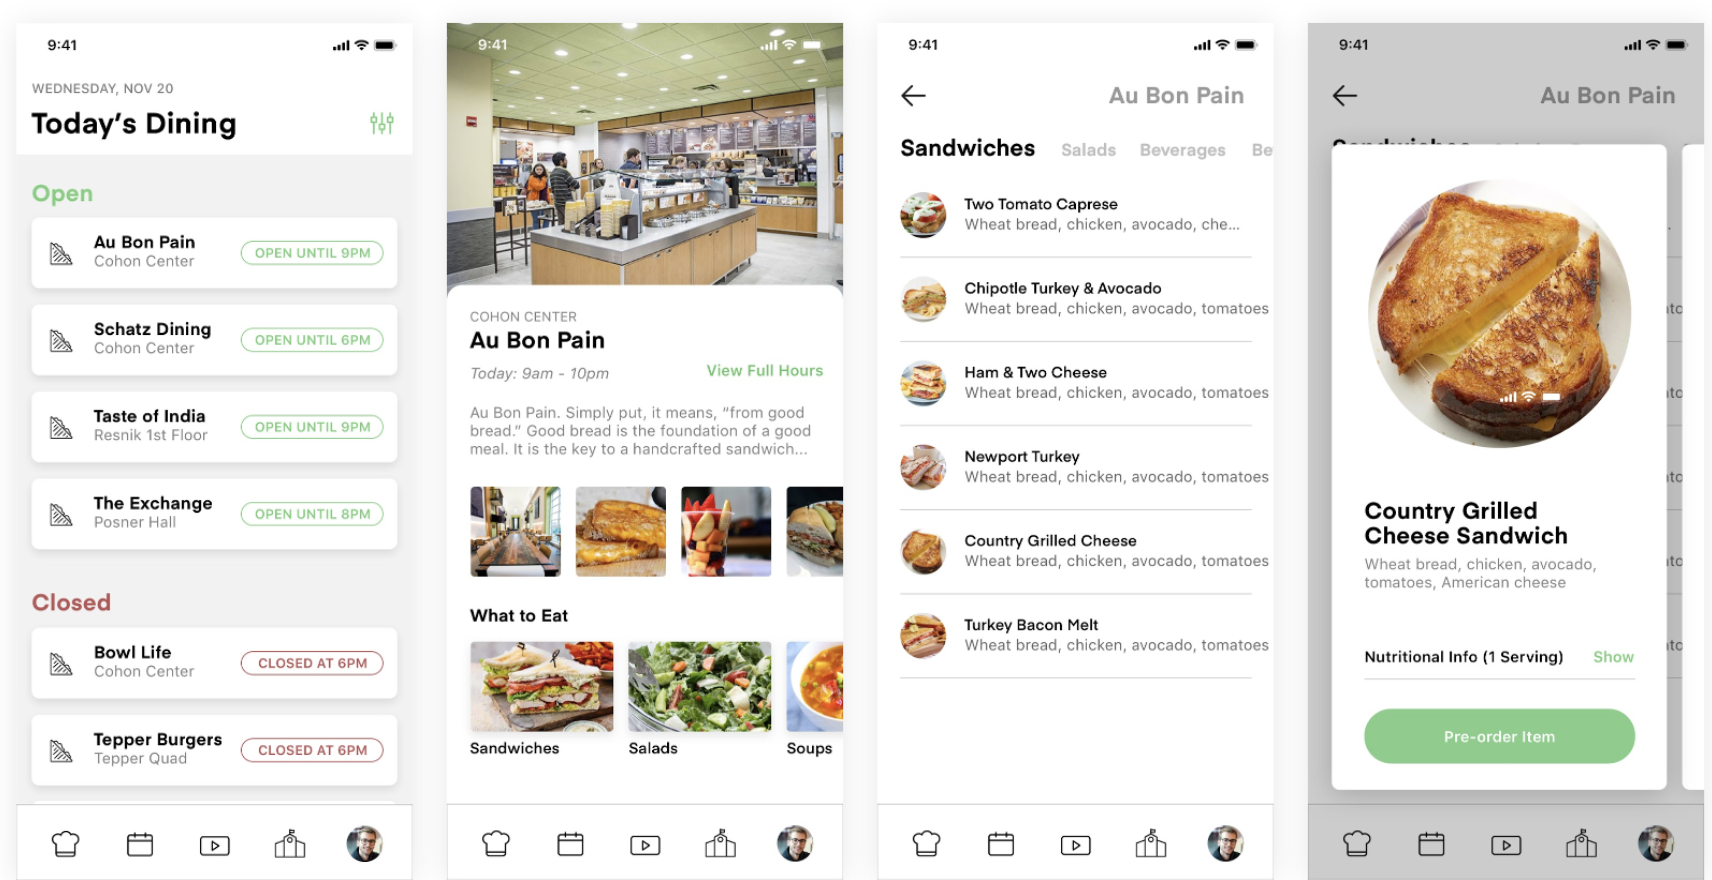 9:41
WEDNESDAY, NOV 20
Today's Dining
Open
Au Bon Pain
Cohon Center
OPEN UNTIL 9PM
Schatz Dining
Cohon Center
OPEN UNTIL 6PM
Taste of India
Resnik 1st Floor
OPEN UNTIL 9PM
The Exchange
Posner Hall
OPEN UNTIL 8PM
Closed
Bowl Life
Cohon Center
CLOSED AT 6PM
Tepper Burgers
Tepper Quad
CLOSED AT 6PM
9:41
COHON CENTER
Au Bon Pain
Today: 9am - 10pm
View Full Hours
Au Bon Pain. Simply put, it means, “from good
bread.” Good bread is the foundation of a good
meal. It is the key to a handcrafted sandwich...
What to Eat
Sandwiches
Salads
Soups
9:41
Au Bon Pain
Sandwiches Salads Beverages Be
Two Tomato Caprese
Wheat bread, chicken, avocado, che...
Chipotle Turkey & Avocado
Wheat bread, chicken, avocado, tomatoes
Ham & Two Cheese
Wheat bread, chicken, avocado, tomatoes
Newport Turkey
Wheat bread, chicken, avocado, tomatoes
Country Grilled Cheese
Wheat bread, chicken, avocado, tomatoes
Turkey Bacon Melt
Wheat bread, chicken, avocado, tomatoes
9:41
Au Bon Pain
Country Grilled
Cheese Sandwich
Wheat bread, chicken, avocado,
tomatoes, American cheese
Nutritional Info (1 Serving)
Show
Pre-order Item